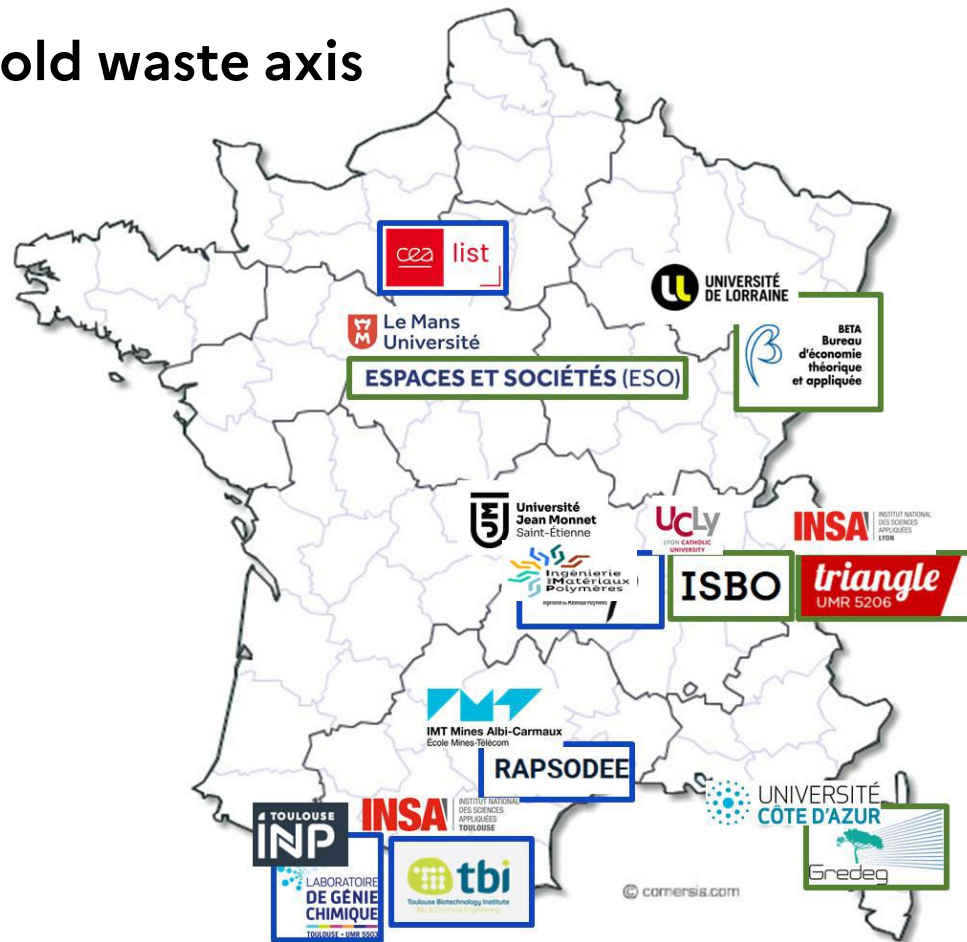 old waste axis
cea list
UNIVERSITÉ
DE LORRAINE
Le Mans
Université
BETA
Bureau
d'économie
théorique
et appliquée
ESPACES ET SOCIÉTÉS (ESO)
Université
Jean Monnet
Saint-Étienne
UCLy
LYON CATHOLIC
UNIVERSITY
INSA
INSTITUT NATIONAL
DES SCIENCES
APPLIQUÉES
LYON
Ingénierie
Matériaux
Polymères
Ingénierie des Matériaux Polymères
ISBO
triangle
UMR 5206
IMT Mines Albi-Carmaux
École Mines-Télécom
RAPSODEE
UNIVERSITÉ
CÔTE D'AZUR
Gredeg
TOULOUSE
INP
INSA
INSTITUT NATIONAL
DES SCIENCES
APPLIQUÉES
TOULOUSE
LABORATOIRE
DE GÉNIE
CHIMIQUE
TOULOUSE - UMR 5503
tbi
Toulouse Biotechnology Institute
© comersis.com